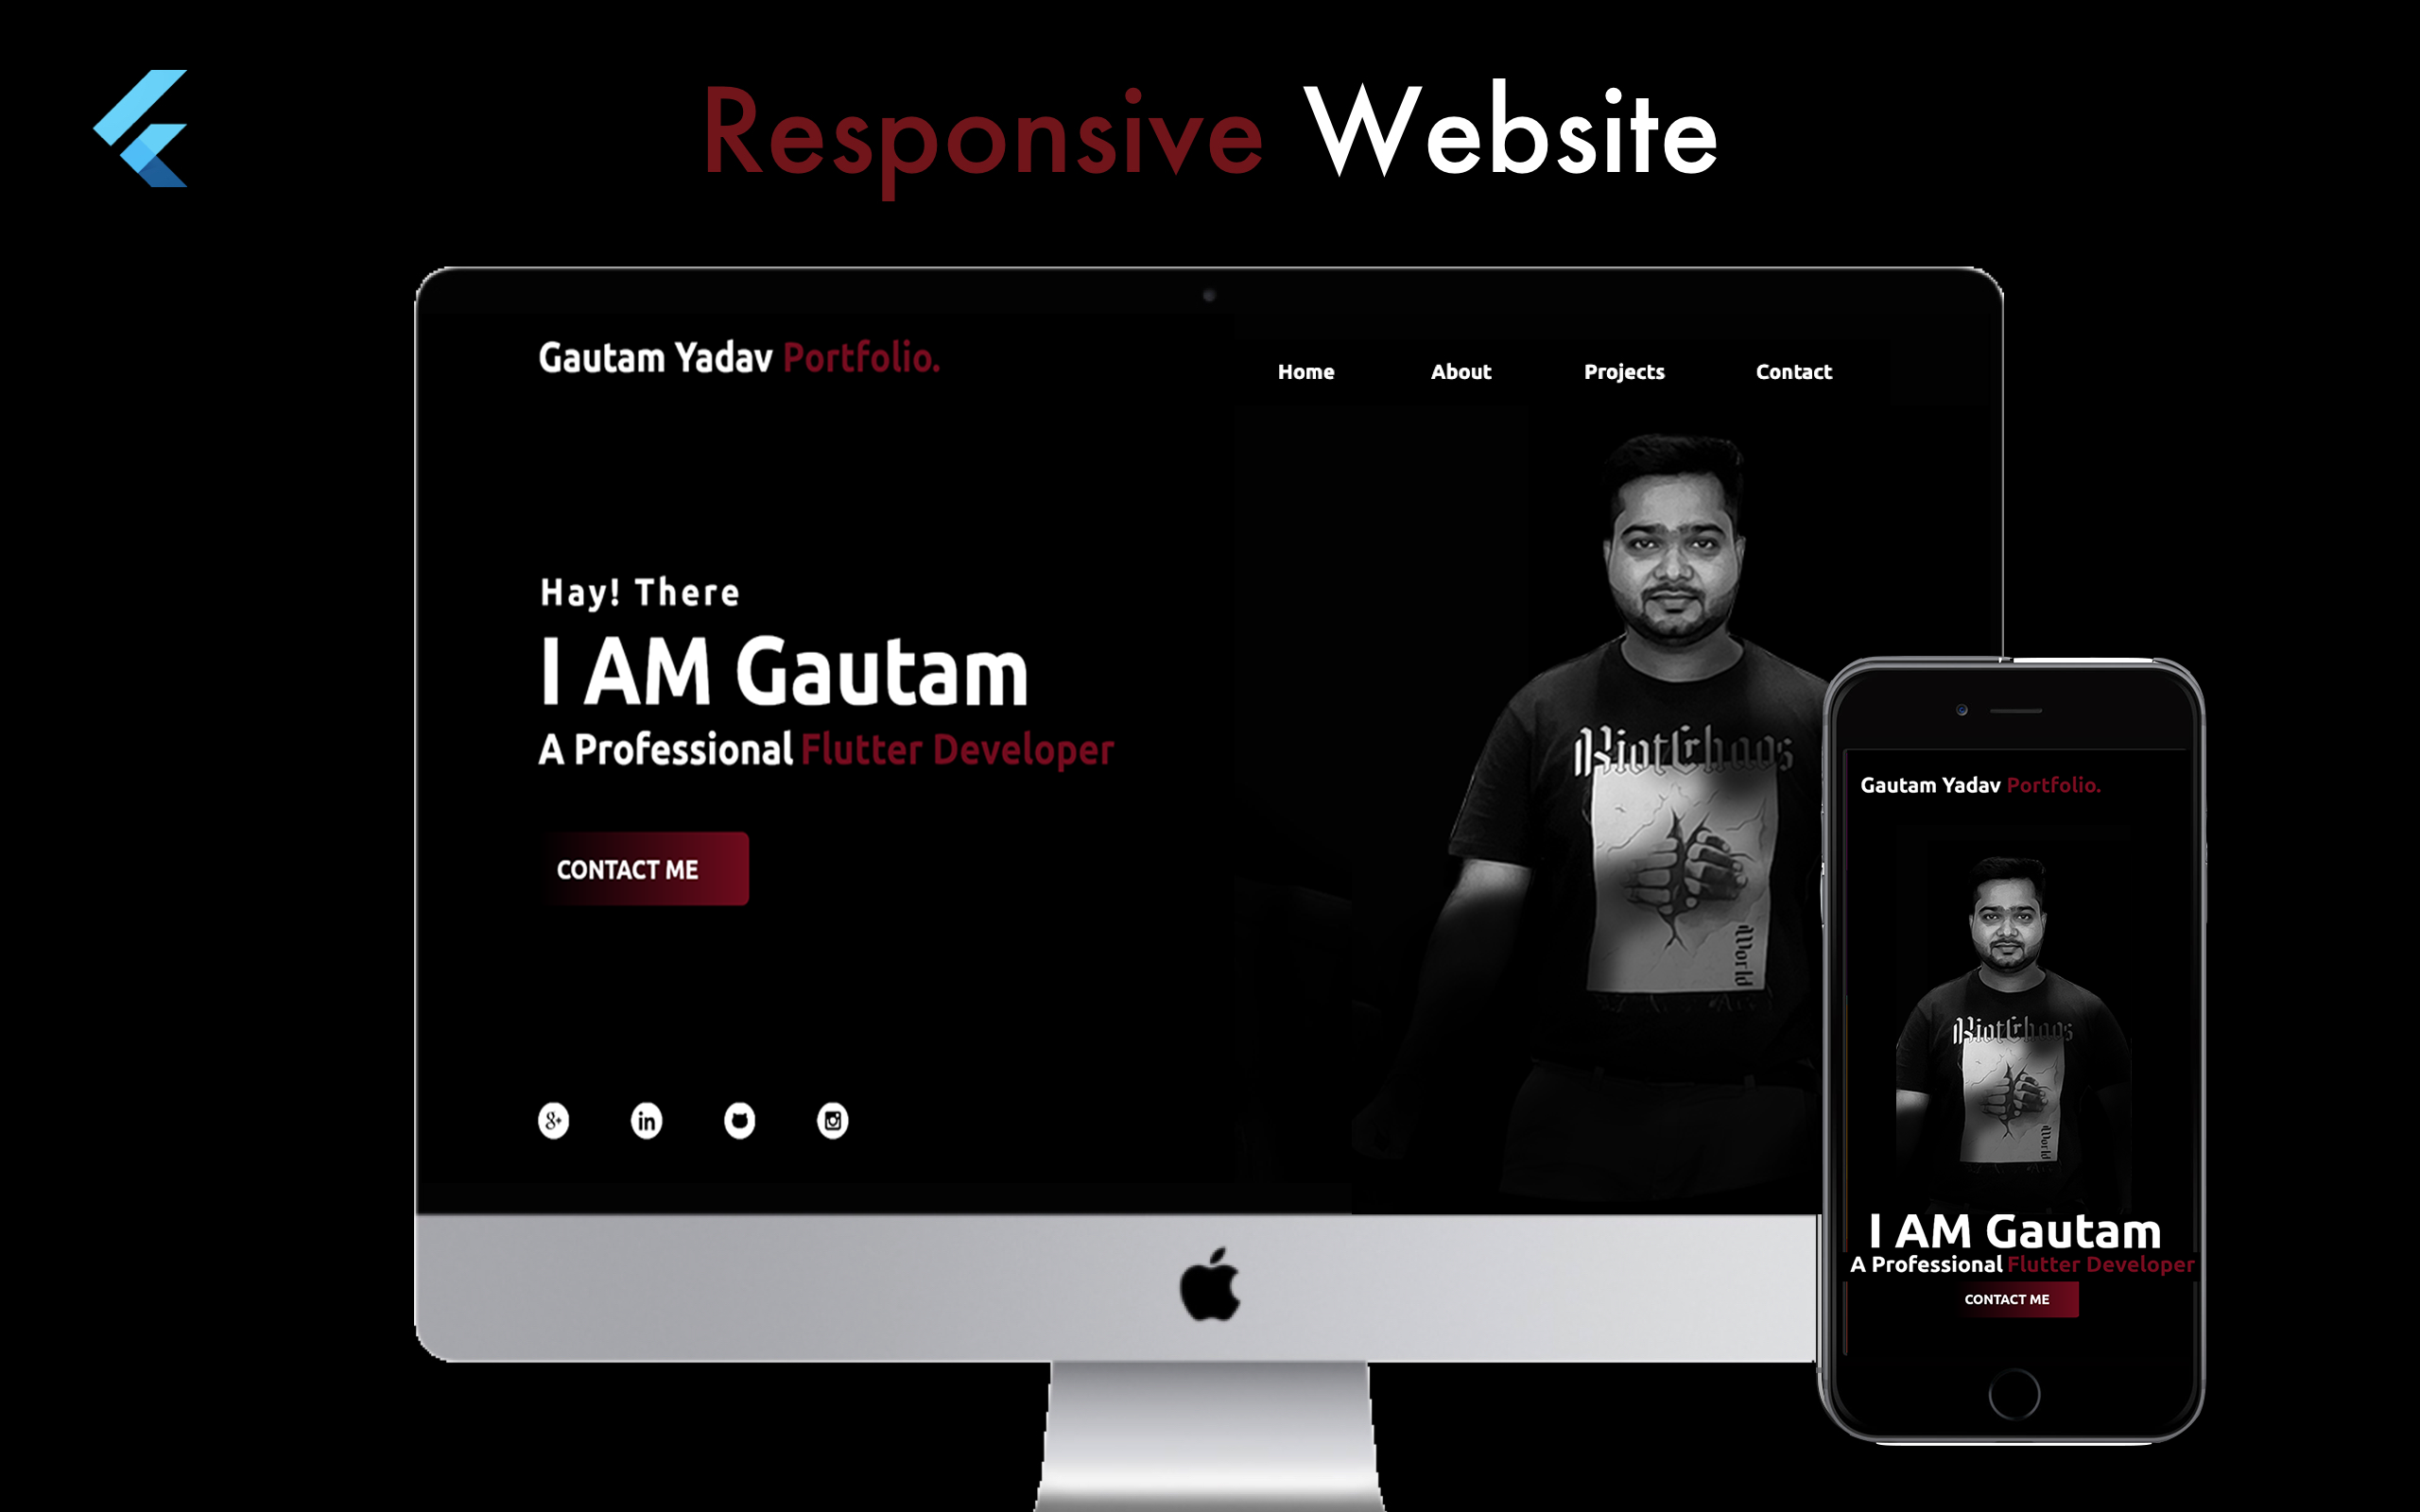 Responsive Website
Gautam Yadav Portfolio.
Home About Projects Contact
Hay! There
I AM Gautam
A Professional Flutter Developer
CONTACT ME
g+ in
RiotChaos
World
Gautam Yadav Portfolio.
RiotChaos
World
I AM Gautam
A Professional Flutter Developer
CONTACT ME